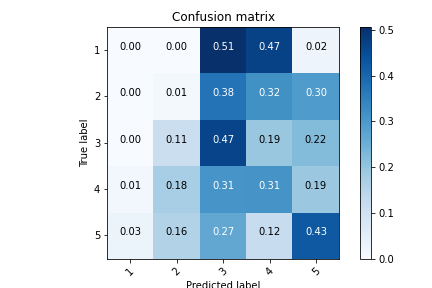 Confusion matrix
True label
1 0.00 0.00 0.51 0.47 0.02
2 0.00 0.01 0.38 0.32 0.30
3 0.00 0.11 0.47 0.19 0.22
4 0.01 0.18 0.31 0.31 0.19
5 0.03 0.16 0.27 0.12 0.43
1 2 3 4 5
Predicted label
0.5
0.4
0.3
0.2
0.1
0.0